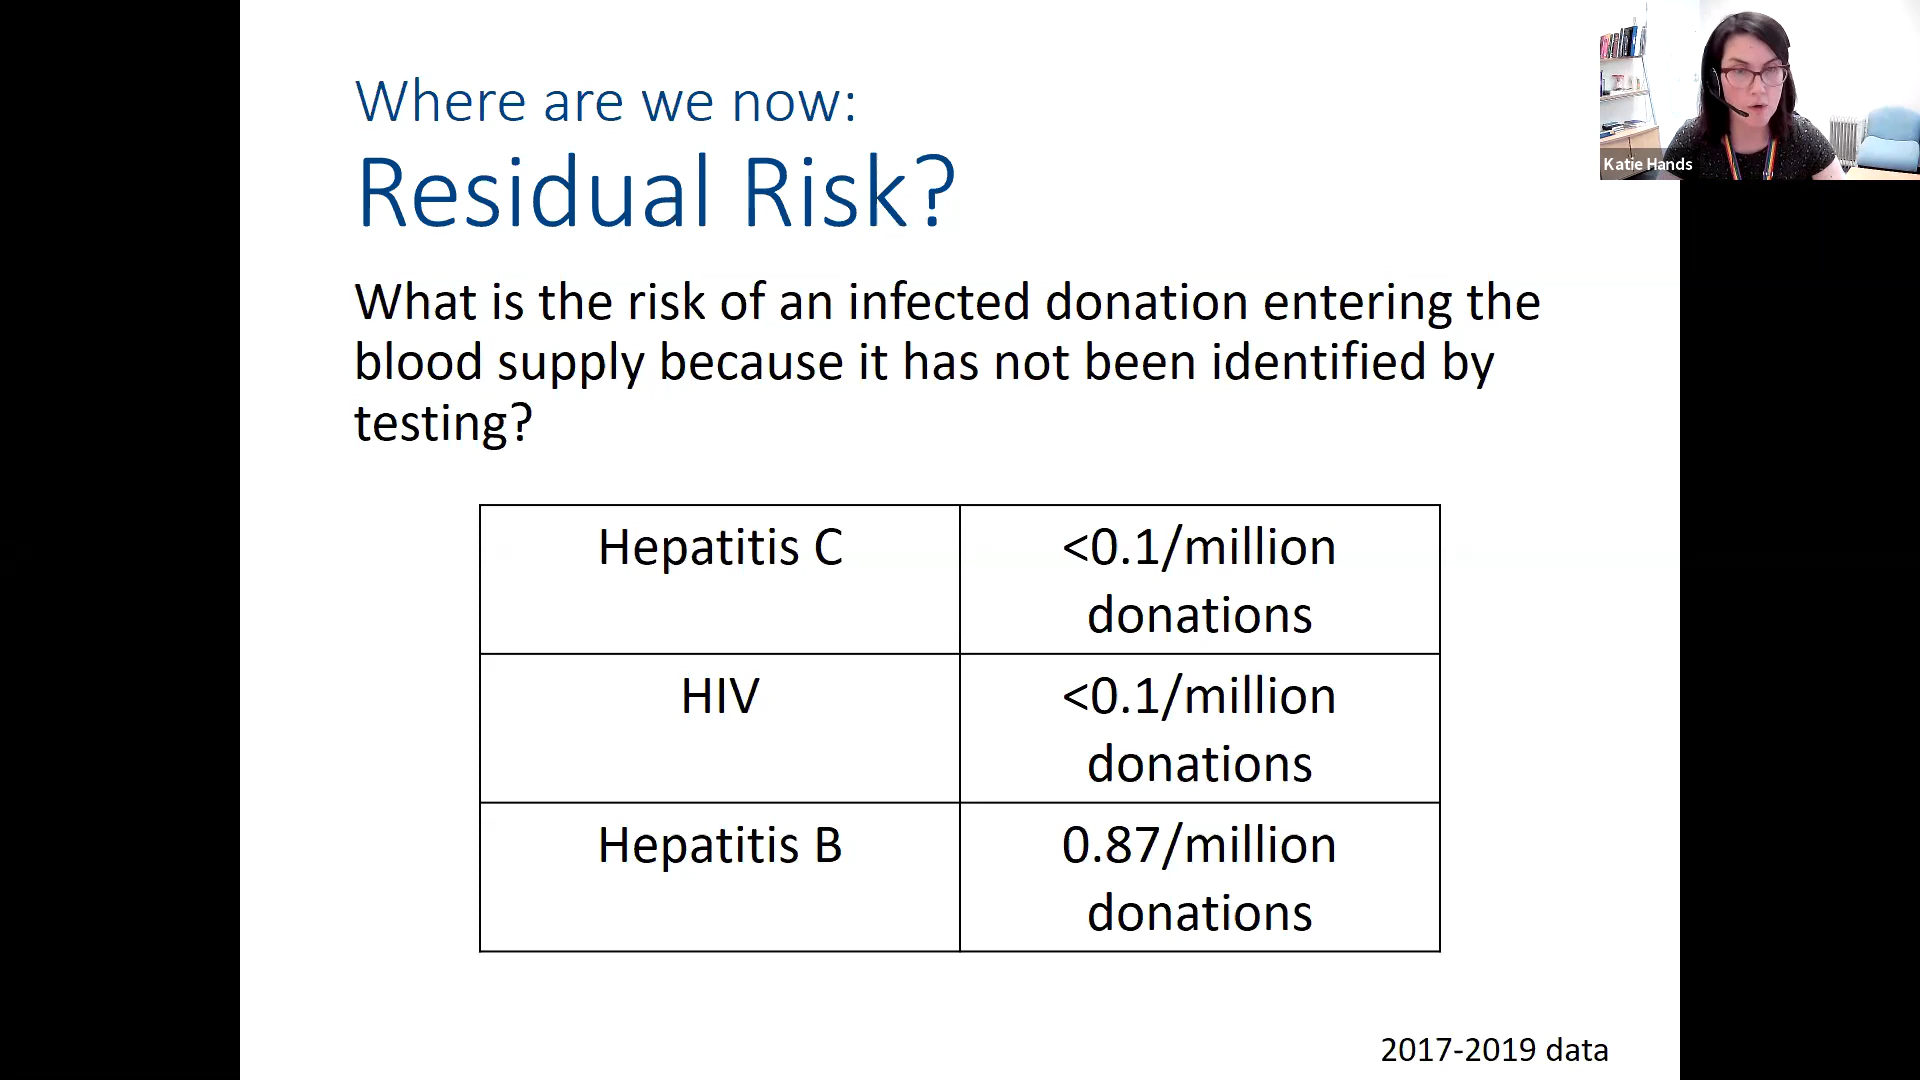 Where are we now:
Residual Risk?
What is the risk of an infected donation entering the
blood supply because it has not been identified by
testing?
Hepatitis C
<0.1/million
donations
HIV
<0.1/million
donations
Hepatitis B
0.87/million
donations
2017-2019 data
Katie Hands